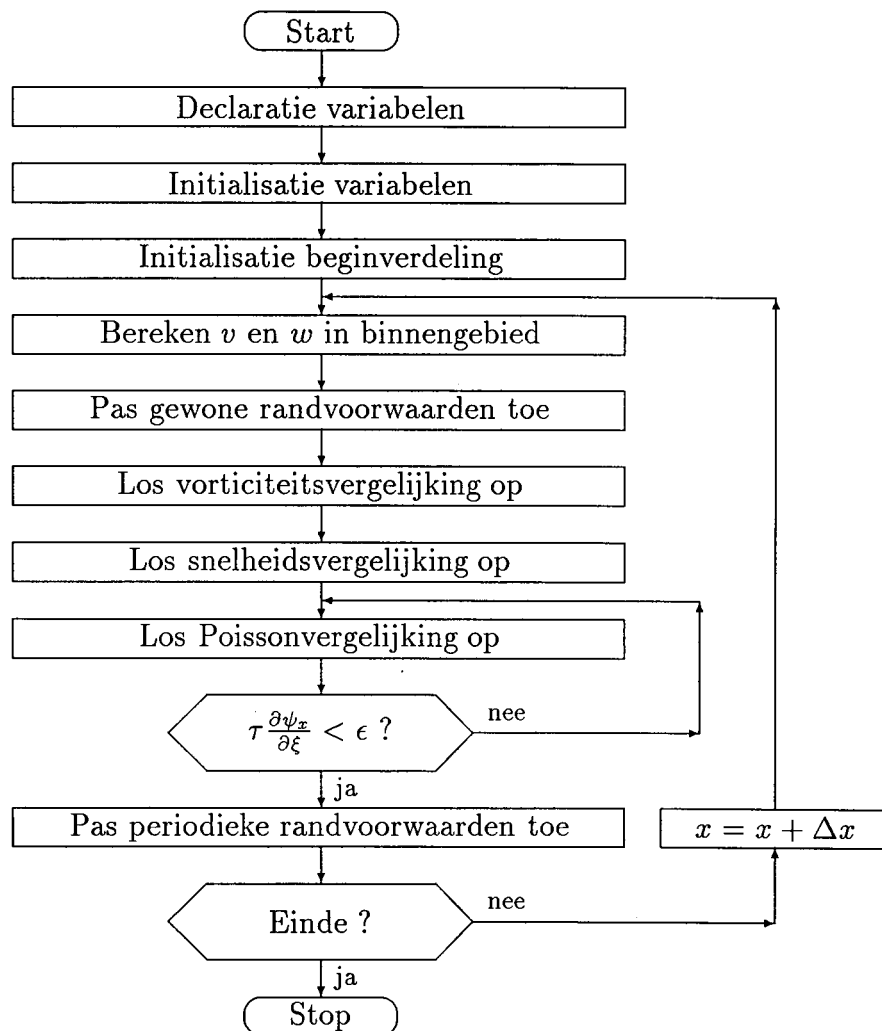 Start
Declaratie variabelen
Initialisatie variabelen
Initialisatie beginverdeling
Bereken v en w in binnengebied
Pas gewone randvoorwaarden toe
Los vorticiteitsvergelijking op
Los snelheidsvergelijking op
Los Poissonvergelijking op
τ ∂ψₓ/∂ξ < ϵ ?
nee
ja
Pas periodieke randvoorwaarden toe
x = x + Δx
Einde ?
nee
ja
Stop